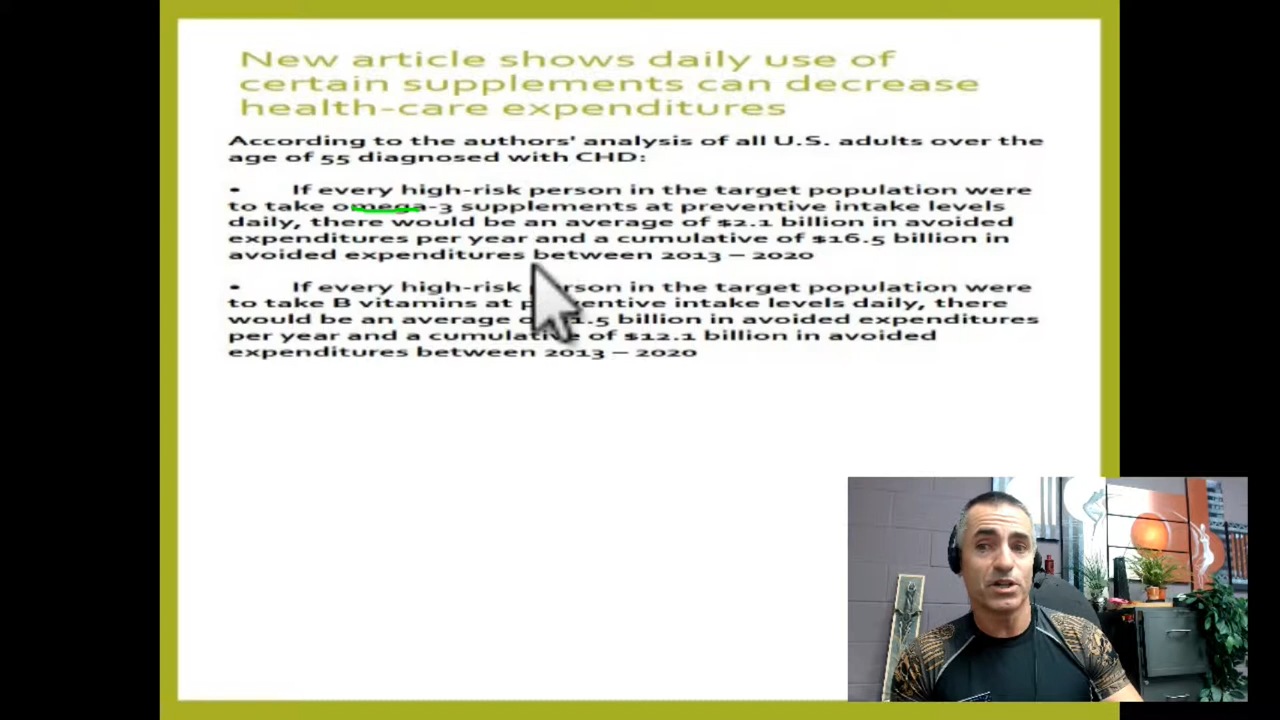 New article shows daily use of
certain supplements can decrease
health-care expenditures
According to the authors' analysis of all U.S. adults over the
age of 55 diagnosed with CHD:
• If every high-risk person in the target population were
to take omega-3 supplements at preventive intake levels
daily, there would be an average of $2.1 billion in avoided
expenditures per year and a cumulative of $16.5 billion in
avoided expenditures between 2013 – 2020
• If every high-risk person in the target population were
to take B vitamins at preventive intake levels daily, there
would be an average of $1.5 billion in avoided expenditures
per year and a cumulative of $12.1 billion in avoided
expenditures between 2013 – 2020